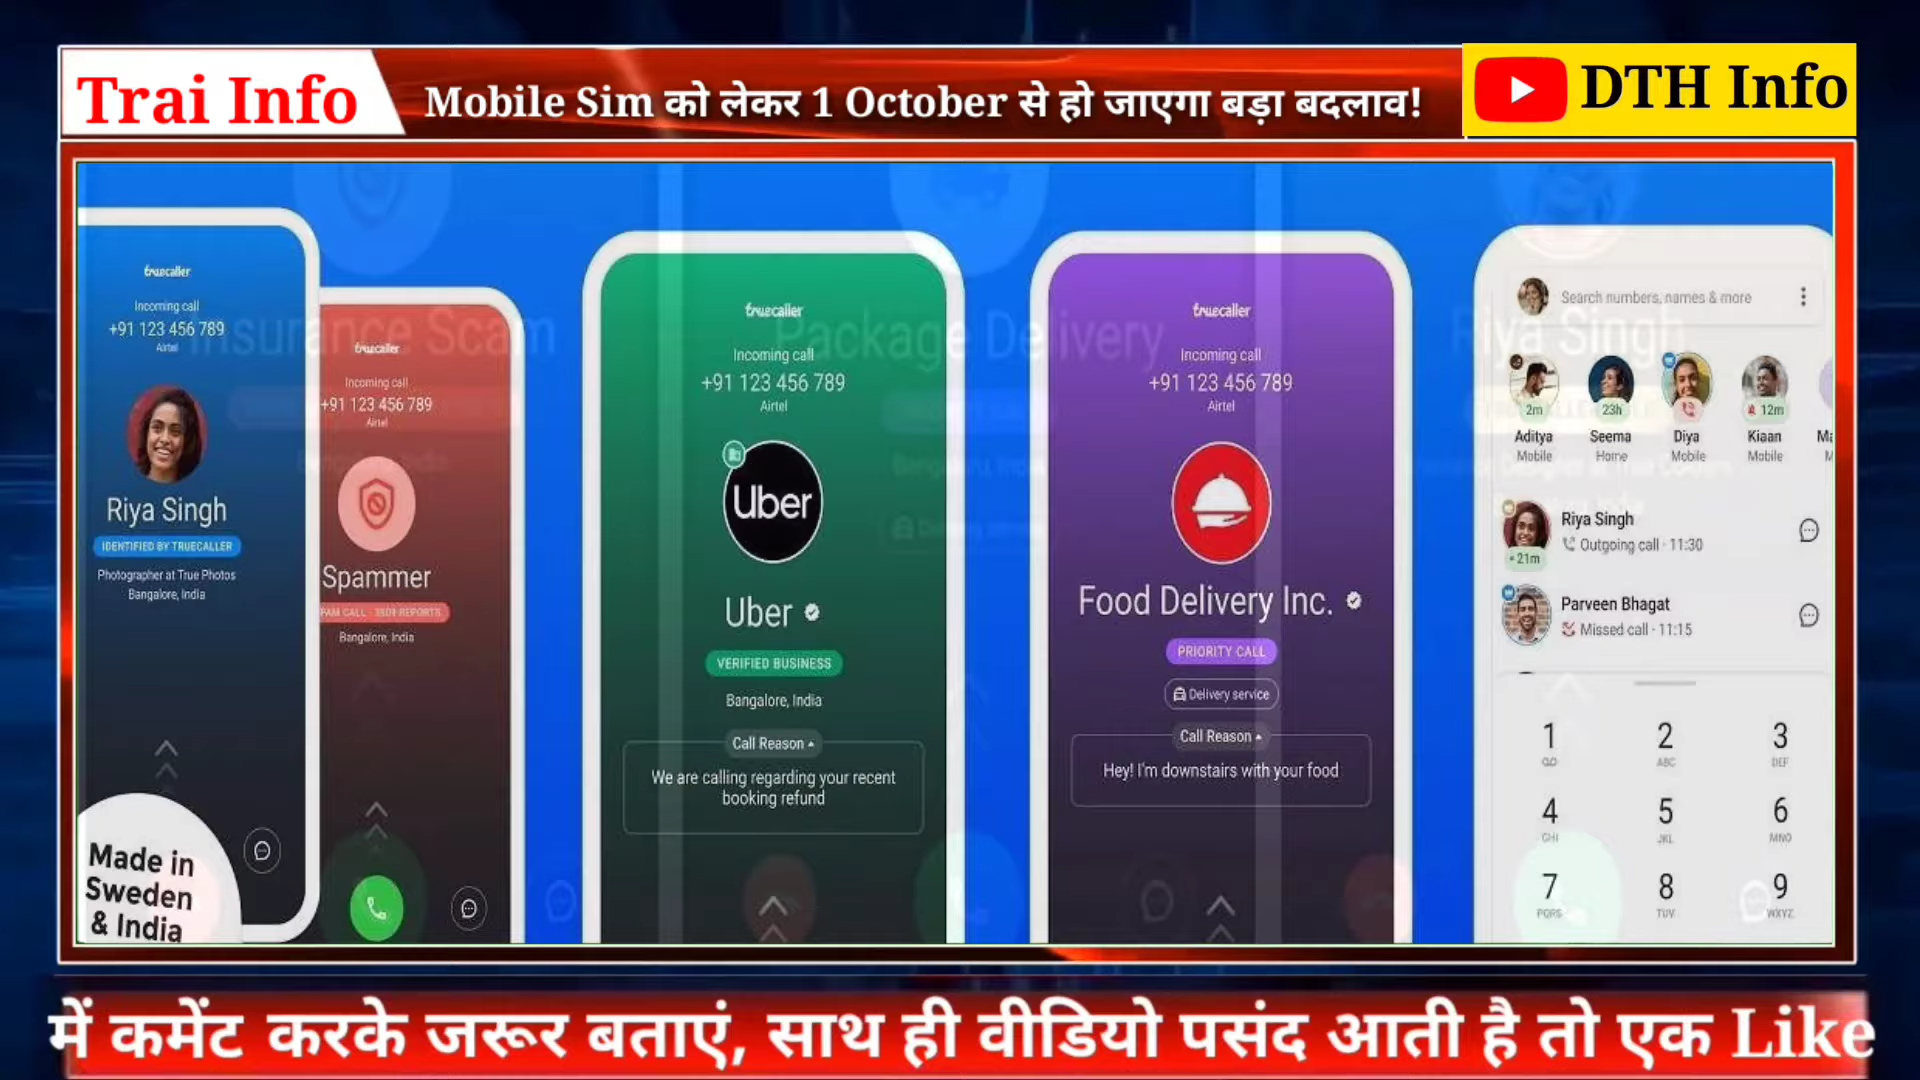 Trai Info
Mobile Sim को लेकर 1 October से हो जाएगा बड़ा बदलाव!
DTH Info
truecaller
Incoming call
+91 123 456 789
Airtel
Riya Singh
IDENTIFIED BY TRUECALLER
Photographer at True Photos
Bangalore, India
Made in
Sweden
& India
Insurance Scam
truecaller
Incoming call
+91 123 456 789
Airtel
Spammer
Bangalore, India
Package Delivery
truecaller
Incoming call
+91 123 456 789
Airtel
Uber
Uber
VERIFIED BUSINESS
Bangalore, India
Call Reason
We are calling regarding your recent
booking refund
truecaller
Incoming call
+91 123 456 789
Airtel
Food Delivery Inc.
PRIORITY CALL
Delivery service
Call Reason
Hey! I'm downstairs with your food
Search numbers, names & more
Riya Singh
2m 23h 12m
Aditya Seema Diya Kiaan
Mobile Home Mobile Mobile
Riya Singh
Outgoing call · 11:30
21m
Parveen Bhagat
Missed call · 11:15
1 2 3
ABC DEF
4 5 6
GHI JKL MNO
7 8 9
PQRS TUV WXYZ
में कमेंट करके जरूर बताएं, साथ ही वीडियो पसंद आती है तो एक Like